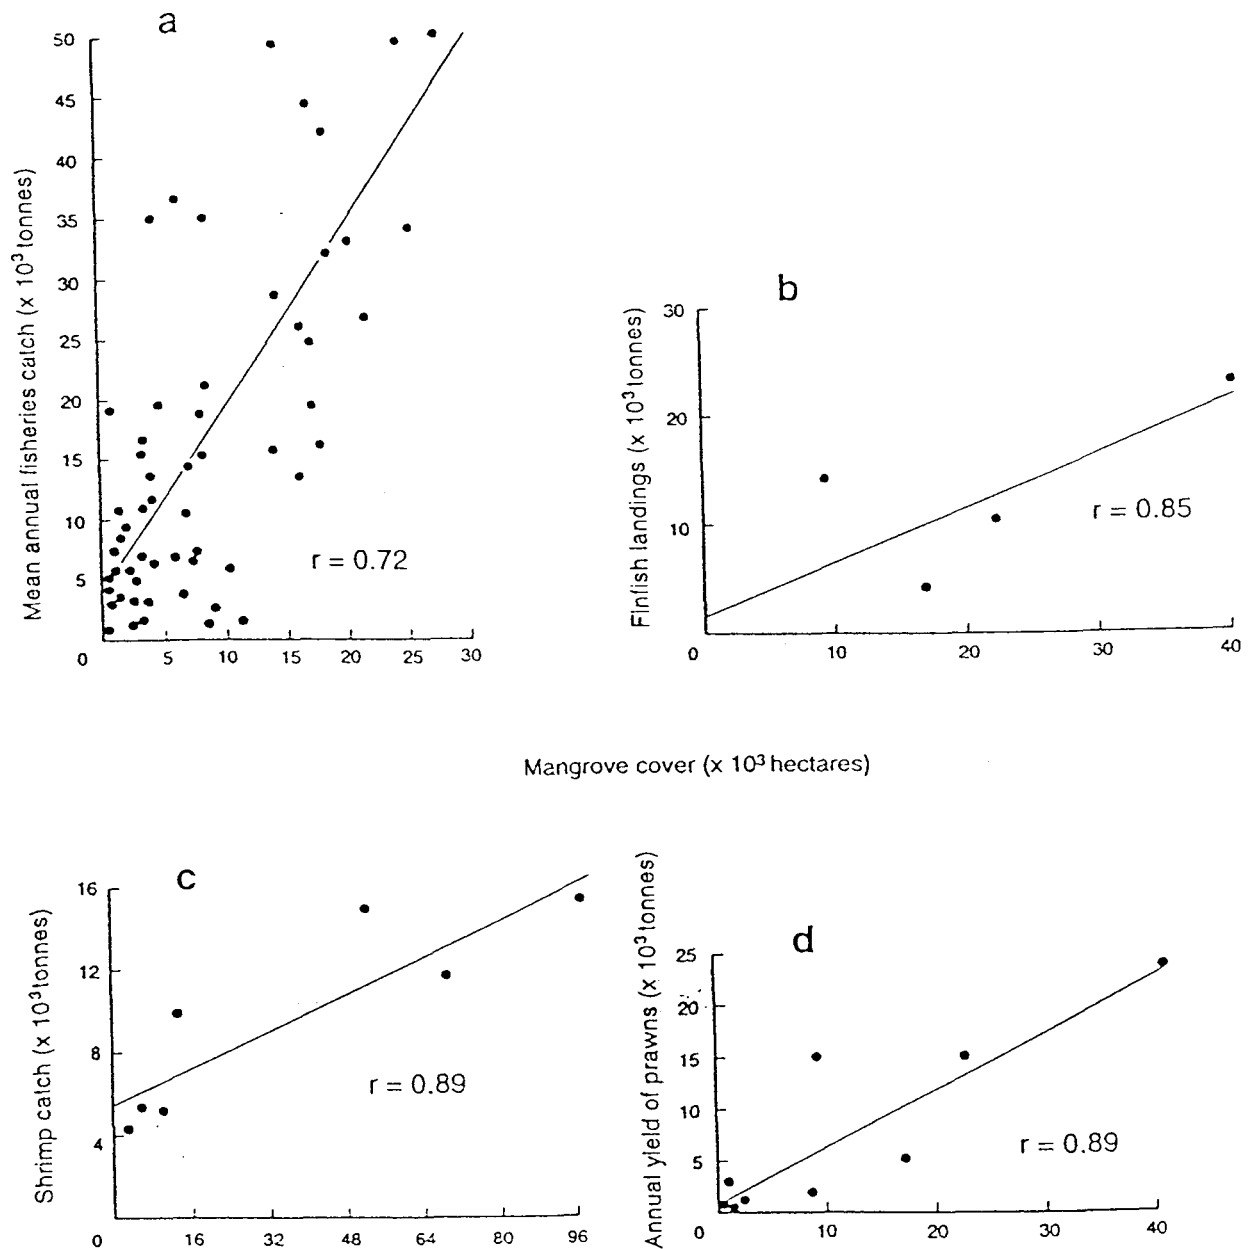 a
50
45
40
35
30
25
20
15
10
5
0 5 10 15 20 25 30
Mean annual fisheries catch (x 10³ tonnes)
r = 0.72
b
30
20
10
0 10 20 30 40
Finfish landings (x 10³ tonnes)
r = 0.85
Mangrove cover (x 10³ hectares)
c
16
12
8
4
0 16 32 48 64 80 96
Shrimp catch (x 10³ tonnes)
r = 0.89
d
25
20
15
10
5
0 10 20 30 40
Annual yield of prawns (x 10³ tonnes)
r = 0.89